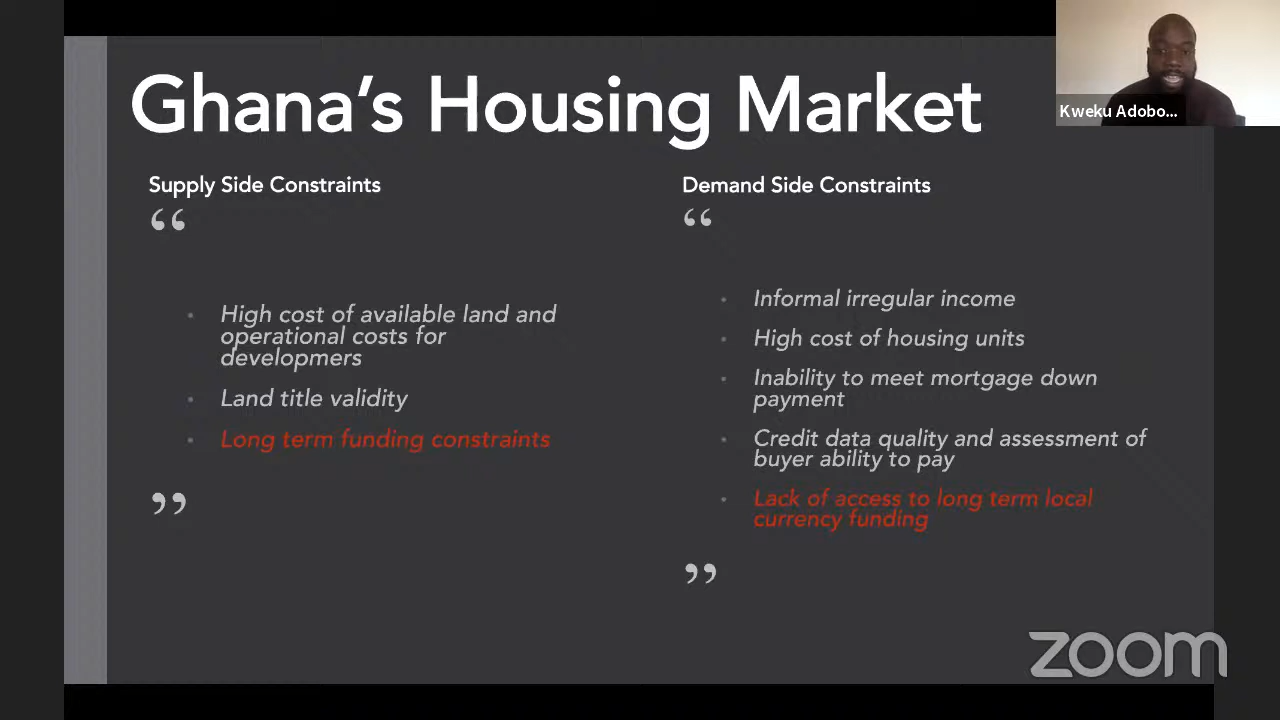 Ghana's Housing Market
Kweku Adobo...
Supply Side Constraints
“
High cost of available land and
operational costs for
developmers
Land title validity
Long term funding constraints
”
Demand Side Constraints
“
Informal irregular income
High cost of housing units
Inability to meet mortgage down
payment
Credit data quality and assessment of
buyer ability to pay
Lack of access to long term local
currency funding
”
zoom